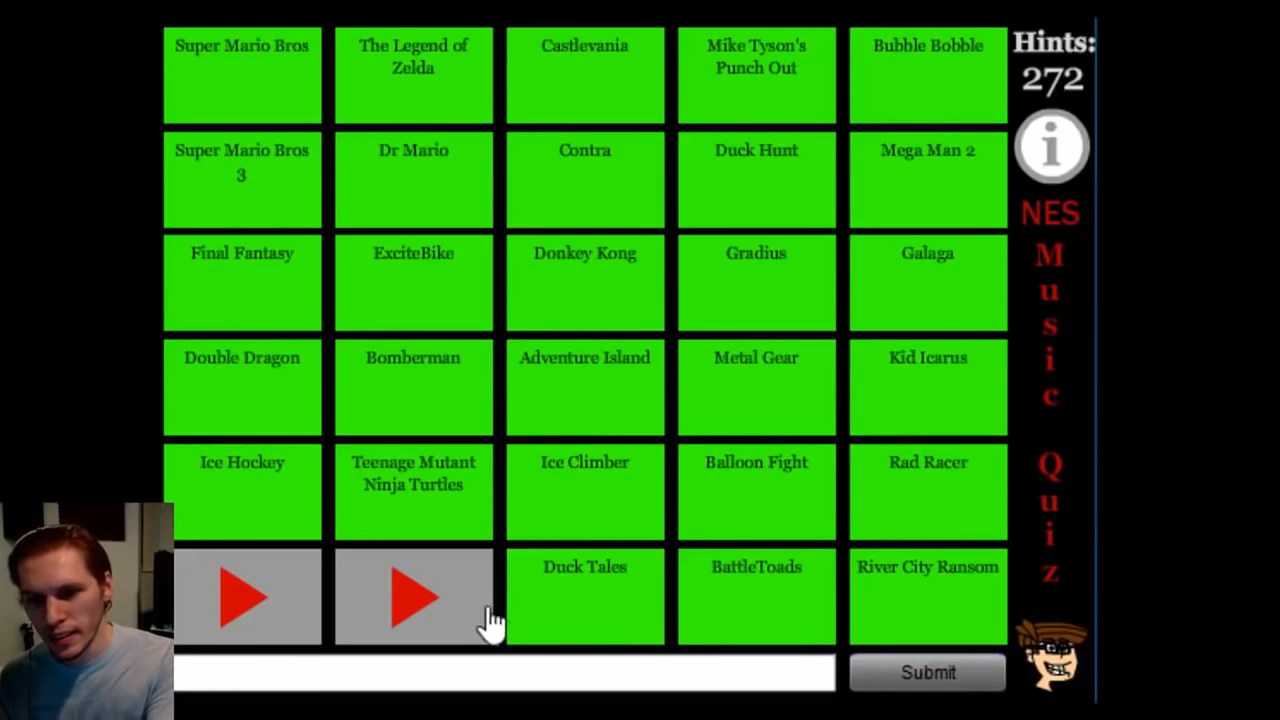 Super Mario Bros
The Legend of
Zelda
Castlevania
Mike Tyson's
Punch Out
Bubble Bobble
Hints:
272
i
Super Mario Bros
3
Dr Mario
Contra
Duck Hunt
Mega Man 2
NES
Music
Quiz
Final Fantasy
ExciteBike
Donkey Kong
Gradius
Galaga
Double Dragon
Bomberman
Adventure Island
Metal Gear
Kid Icarus
Ice Hockey
Teenage Mutant
Ninja Turtles
Ice Climber
Balloon Fight
Rad Racer
Duck Tales
BattleToads
River City Ransom
Submit